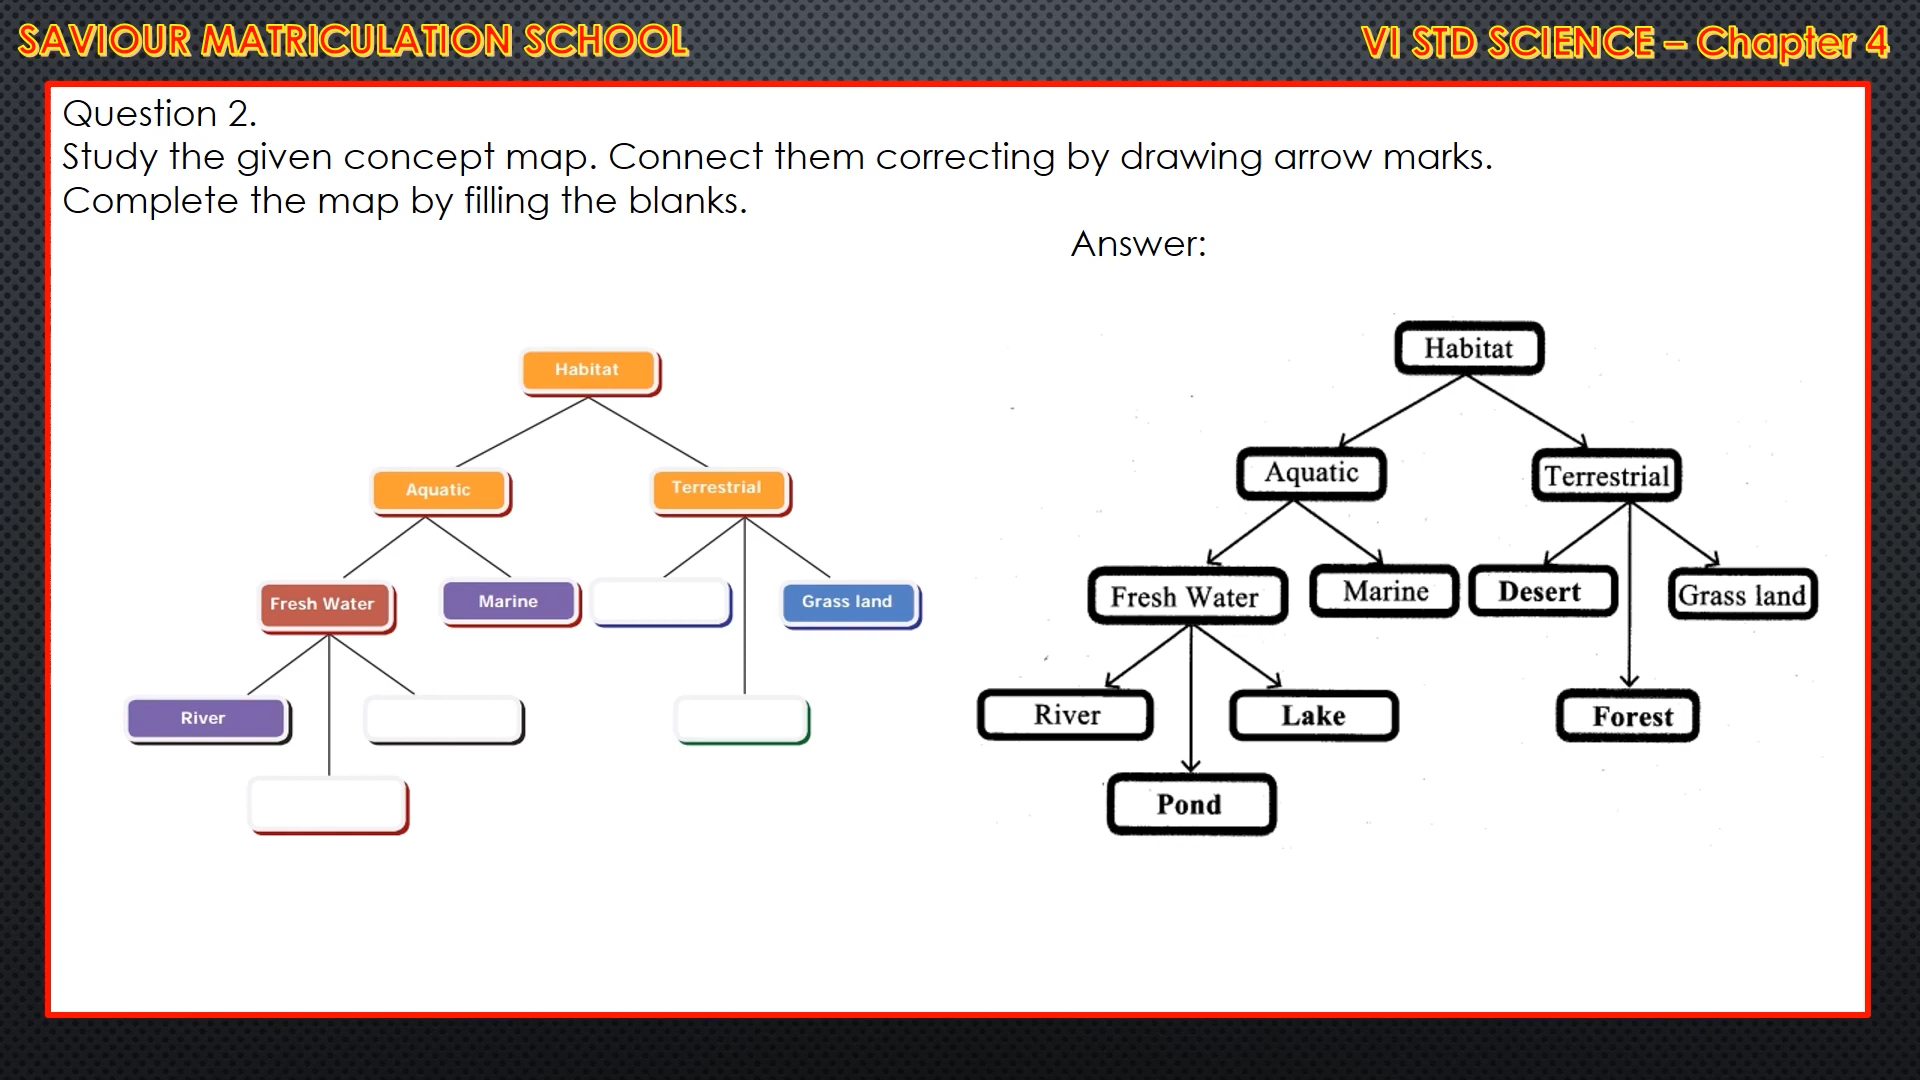 SAVIOUR MATRICULATION SCHOOL
VI STD SCIENCE – Chapter 4
Question 2.
Study the given concept map. Connect them correcting by drawing arrow marks.
Complete the map by filling the blanks.
Answer:
Habitat
Aquatic
Terrestrial
Fresh Water
Marine
Grass land
River
Habitat
Aquatic
Terrestrial
Fresh Water
Marine
Desert
Grass land
River
Lake
Forest
Pond